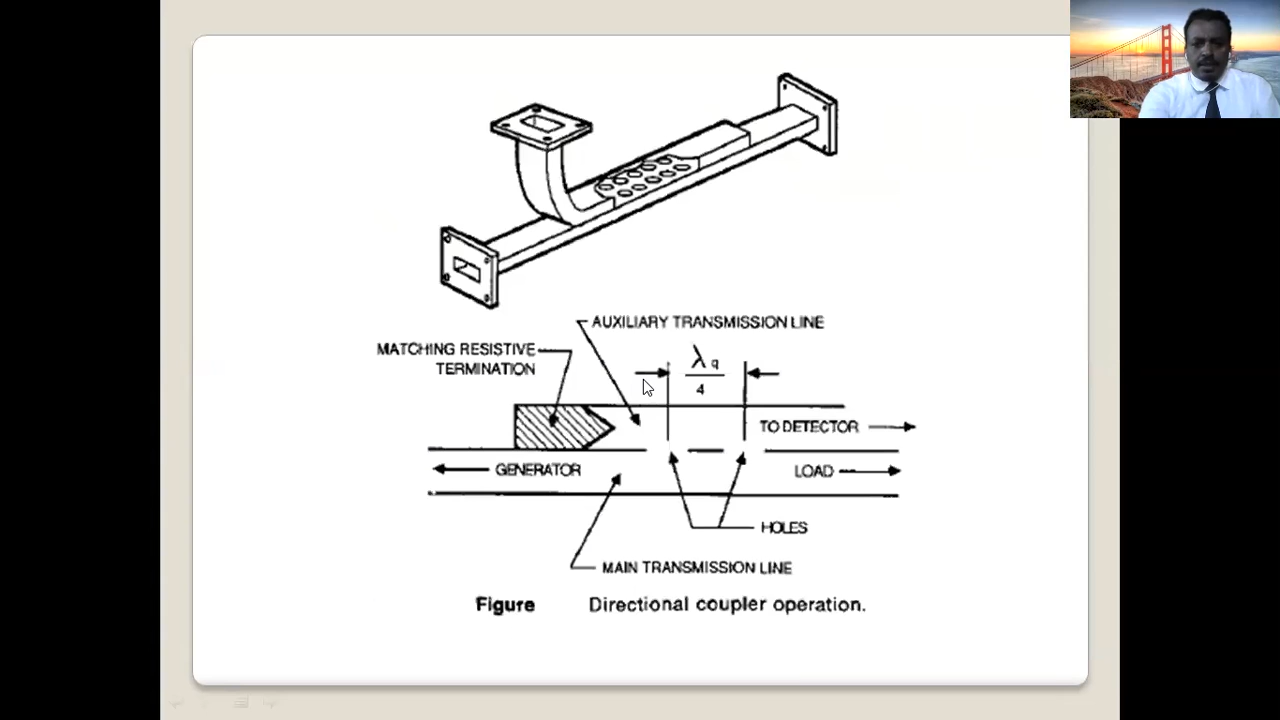 AUXILIARY TRANSMISSION LINE
MATCHING RESISTIVE
TERMINATION
λq
4
TO DETECTOR
GENERATOR
LOAD
HOLES
MAIN TRANSMISSION LINE
Figure Directional coupler operation.